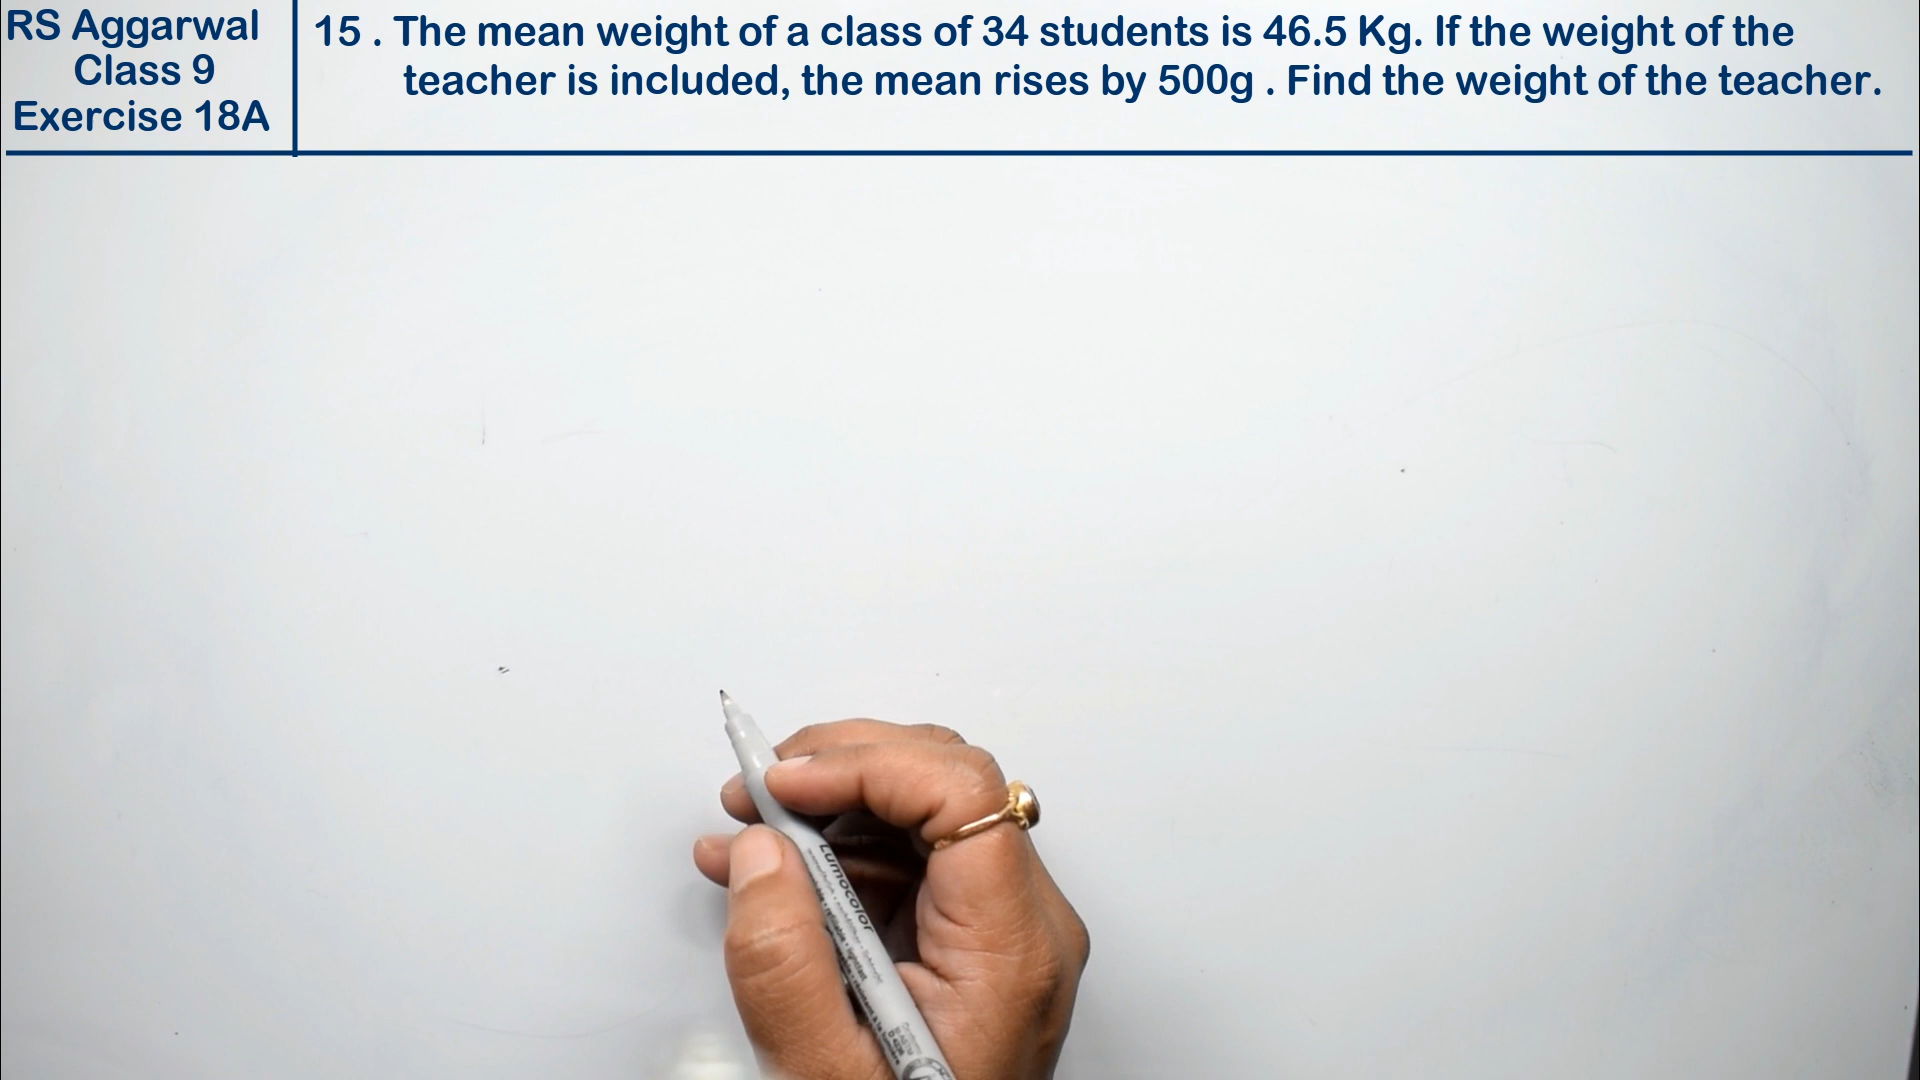 RS Aggarwal
Class 9
Exercise 18A
15 . The mean weight of a class of 34 students is 46.5 Kg. If the weight of the
teacher is included, the mean rises by 500g . Find the weight of the teacher.
Lumocolor